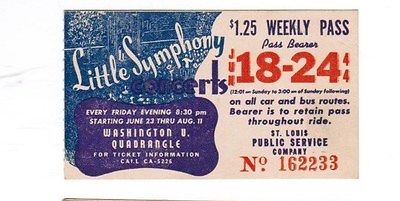 Little Symphony
concerts
EVERY FRIDAY EVENING 8:30 pm
STARTING JUNE 23 THRU AUG. 11
WASHINGTON U.
QUADRANGLE
FOR TICKET INFORMATION
CALL CA-5226
$1.25 WEEKLY PASS
Pass Bearer
JUNE 18-24 44
(12:01 am Sunday to 3:00 am of Sunday following)
on all car and bus routes.
Bearer is to retain pass
throughout ride.
ST. LOUIS
PUBLIC SERVICE
COMPANY
No. 162233